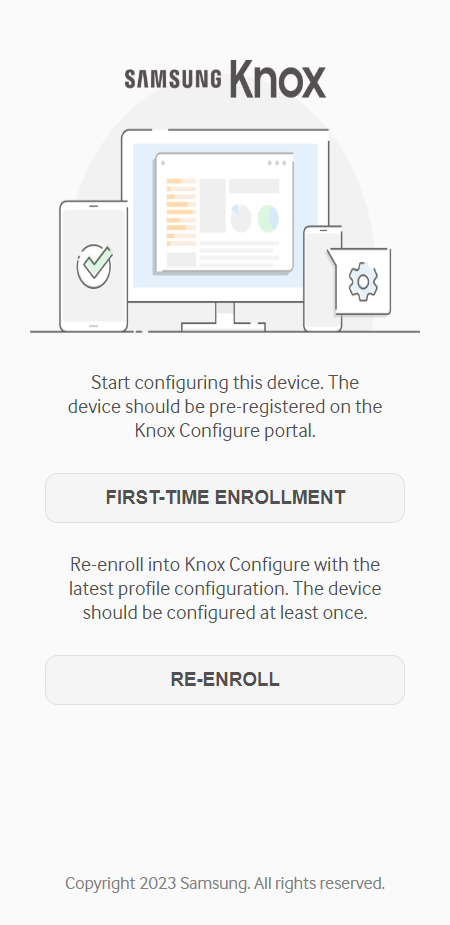 SAMSUNG Knox
Start configuring this device. The
device should be pre-registered on the
Knox Configure portal.
FIRST-TIME ENROLLMENT
Re-enroll into Knox Configure with the
latest profile configuration. The device
should be configured at least once.
RE-ENROLL
Copyright 2023 Samsung. All rights reserved.